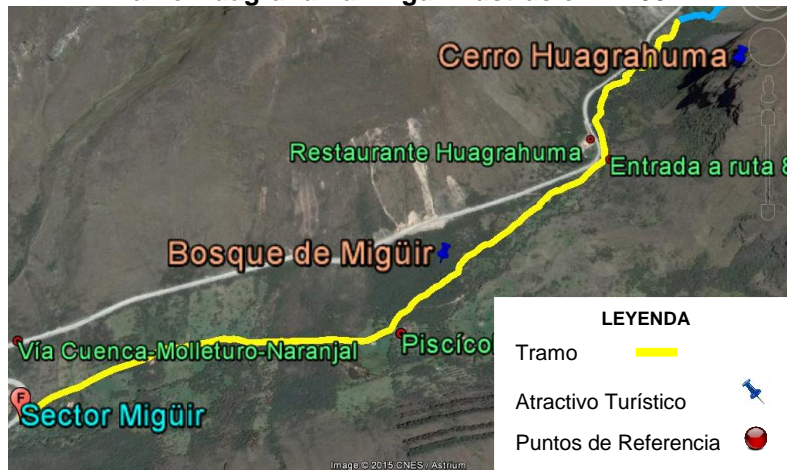 Cerro Huagrahuma
Restaurante Huagrahuma
Entrada a ruta 8
Bosque de Migüir
Vía Cuenca-Molleturo-Naranjal
Piscícol
F
Sector Migüir
LEYENDA
Tramo
Atractivo Turístico
Puntos de Referencia
Image © 2015 CNES / Astrium